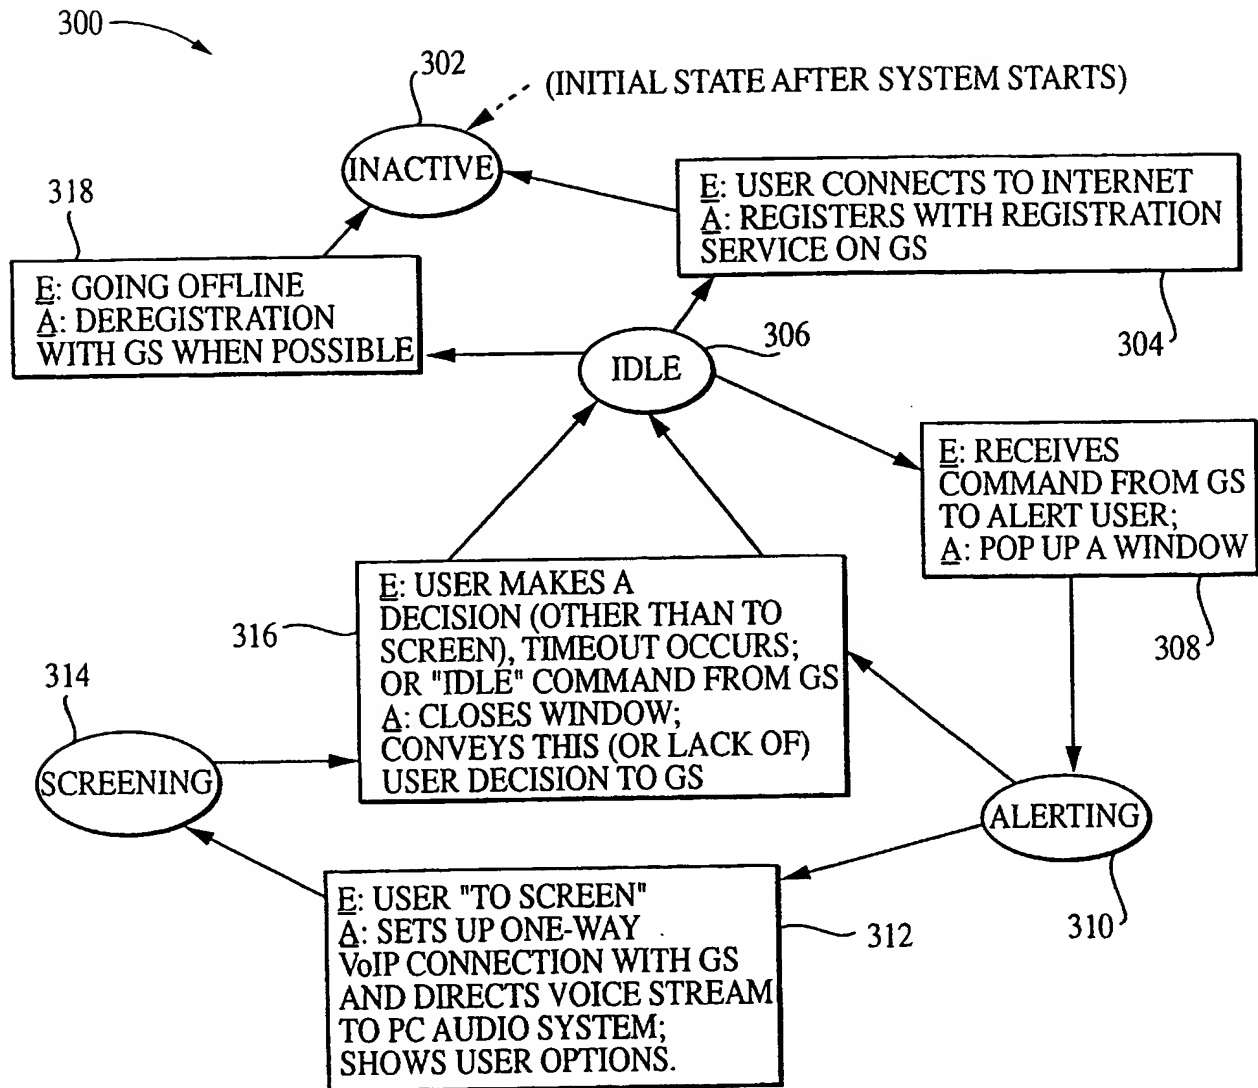 300
302
(INITIAL STATE AFTER SYSTEM STARTS)
INACTIVE
318
E: USER CONNECTS TO INTERNET
A: REGISTERS WITH REGISTRATION
SERVICE ON GS
304
E: GOING OFFLINE
A: DEREGISTRATION
WITH GS WHEN POSSIBLE
306
IDLE
E: RECEIVES
COMMAND FROM GS
TO ALERT USER;
A: POP UP A WINDOW
308
316
E: USER MAKES A
DECISION (OTHER THAN TO
SCREEN), TIMEOUT OCCURS;
OR "IDLE" COMMAND FROM GS
A: CLOSES WINDOW;
CONVEYS THIS (OR LACK OF)
USER DECISION TO GS
314
SCREENING
ALERTING
310
E: USER "TO SCREEN"
A: SETS UP ONE-WAY
VoIP CONNECTION WITH GS
AND DIRECTS VOICE STREAM
TO PC AUDIO SYSTEM;
SHOWS USER OPTIONS.
312